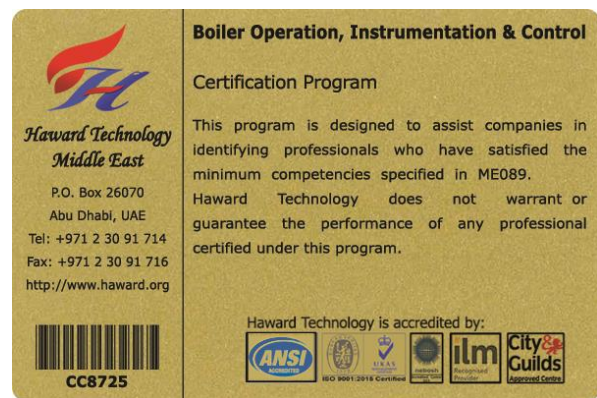 Haward Technology
Middle East
P.O. Box 26070
Abu Dhabi, UAE
Tel: +971 2 30 91 714
Fax: +971 2 30 91 716
http://www.haward.org
CC8725
Boiler Operation, Instrumentation & Control
Certification Program
This program is designed to assist companies in
identifying professionals who have satisfied the
minimum competencies specified in ME089.
Haward Technology does not warrant or
guarantee the performance of any professional
certified under this program.
Haward Technology is accredited by:
ANSI
ACCREDITED
UKAS
ISO 9001:2015 Certified
nebosh
ilm
Recognised
Provider
City&
Guilds
Approved Centre